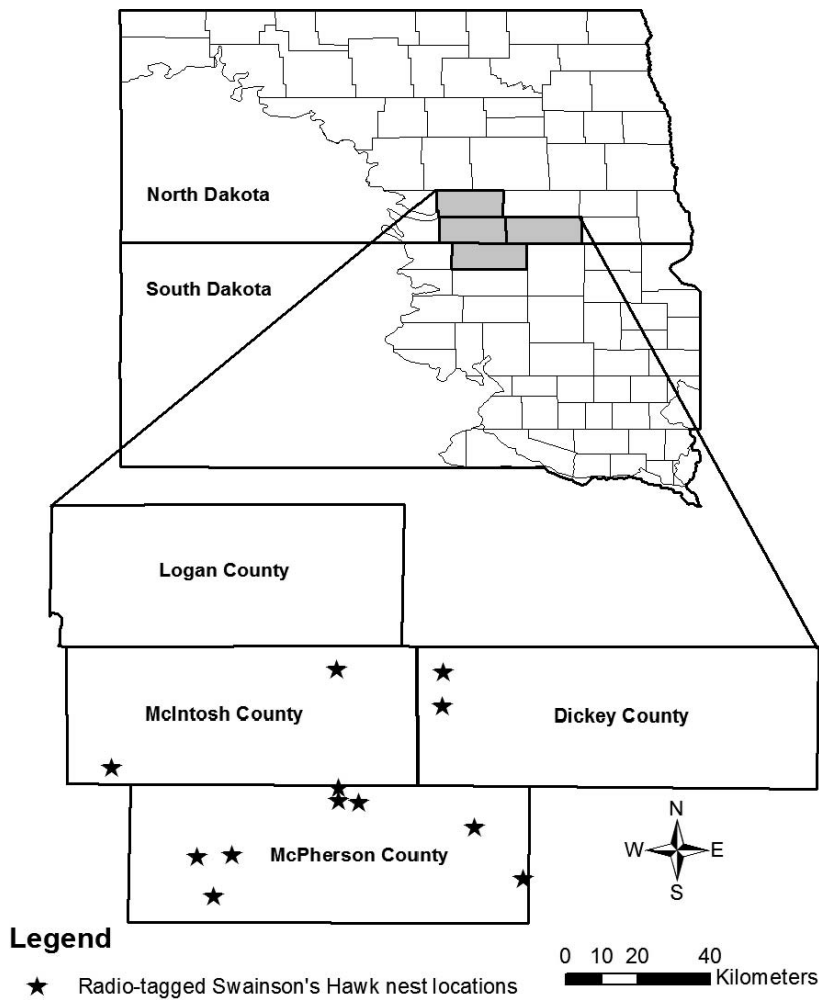 North Dakota
South Dakota
Logan County
McIntosh County
Dickey County
McPherson County
N
W E
S
Legend
Radio-tagged Swainson's Hawk nest locations
0 10 20 40
Kilometers